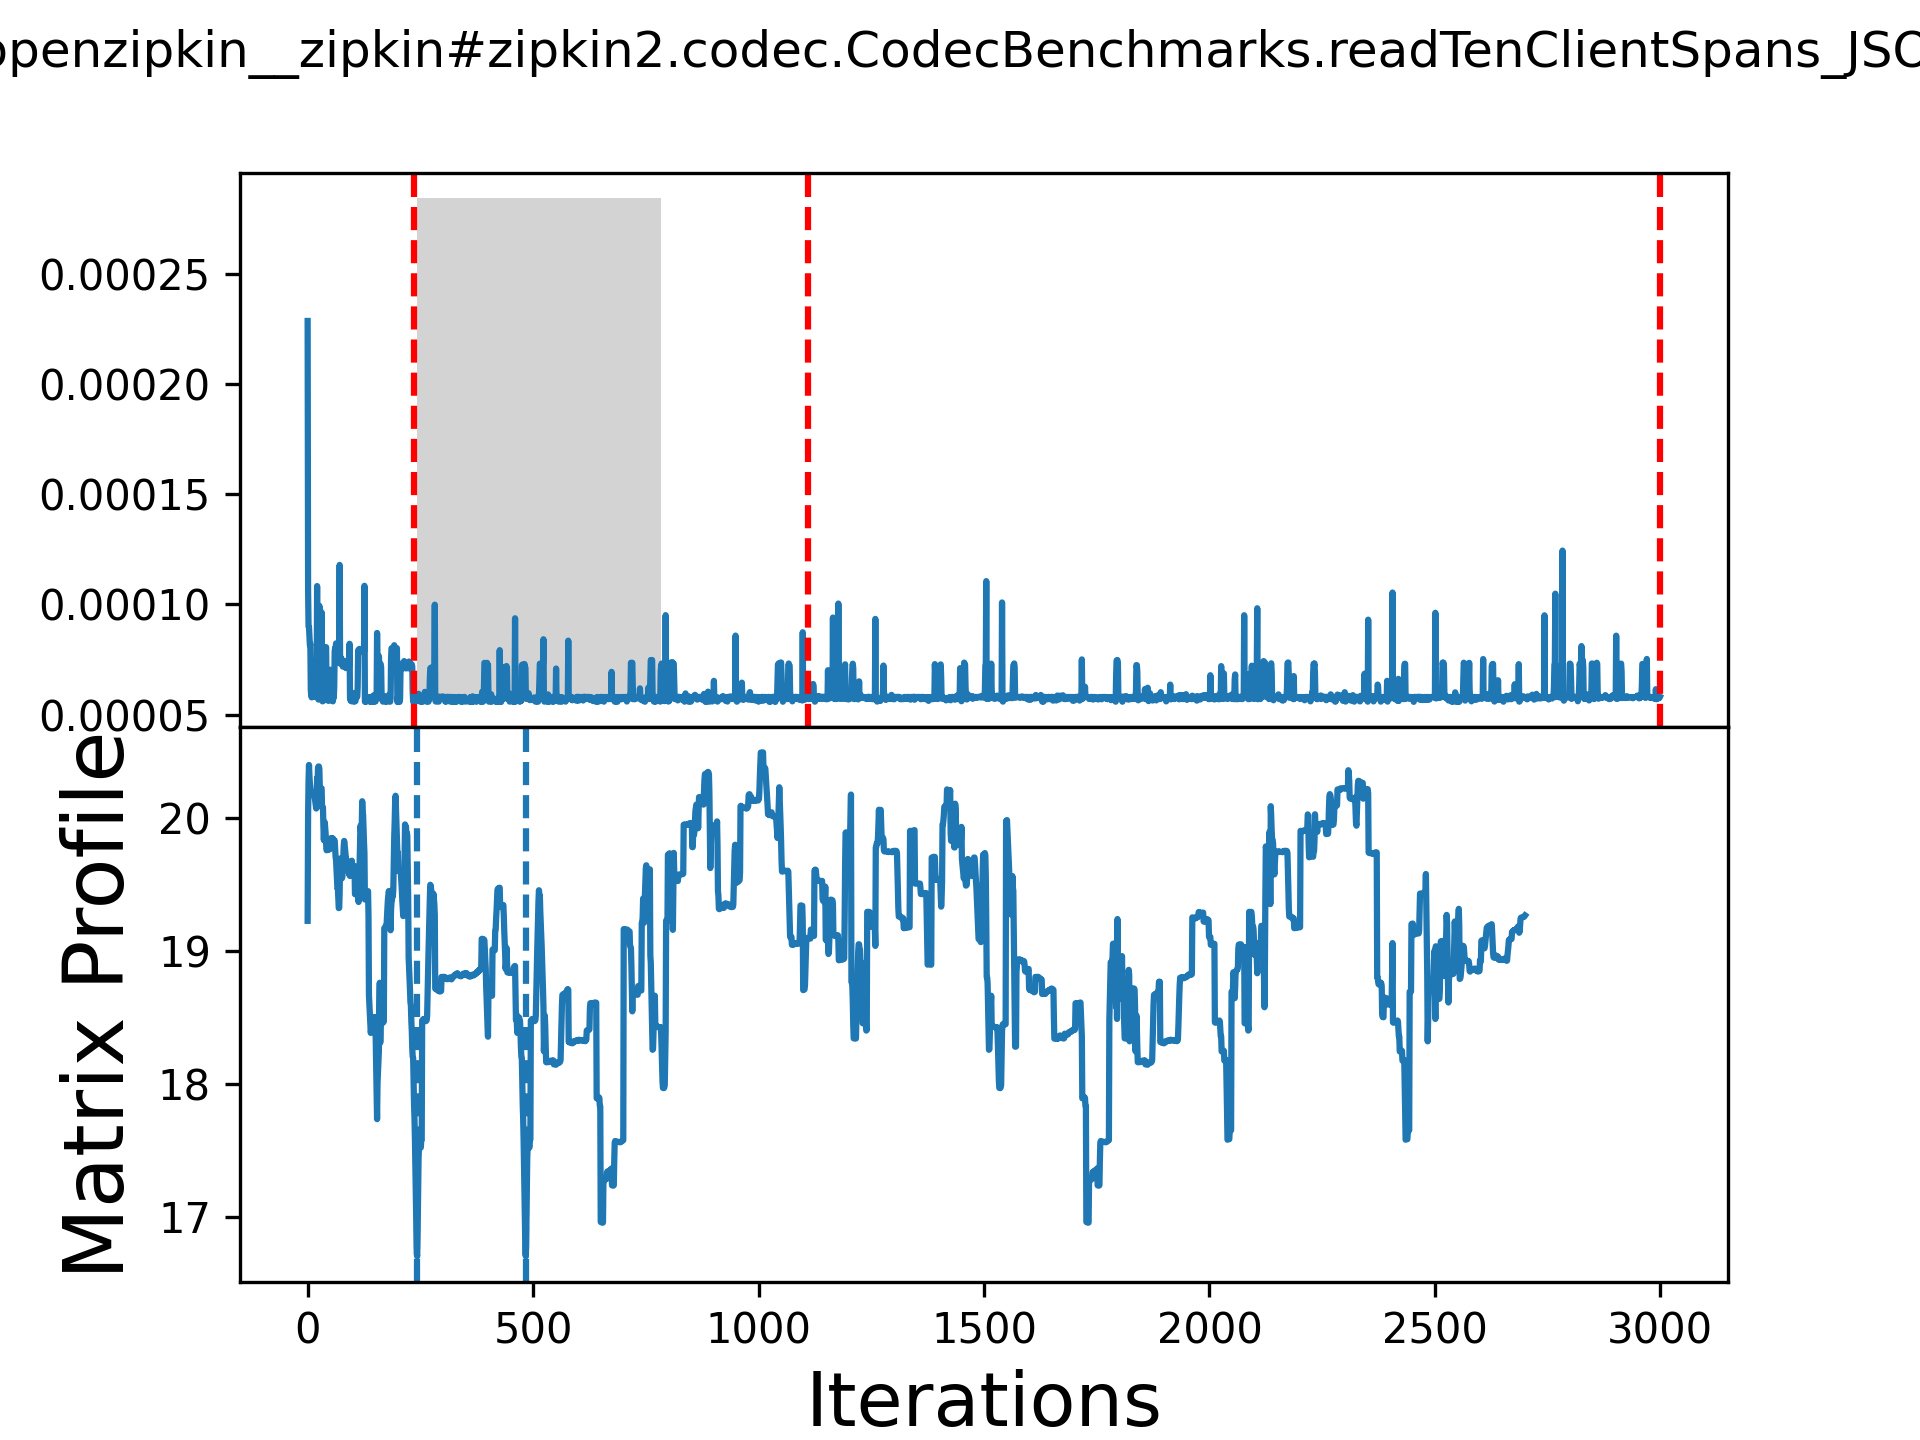 openzipkin__zipkin#zipkin2.codec.CodecBenchmarks.readTenClientSpans_JSO
0.00025
0.00020
0.00015
0.00010
0.00005
Matrix Profile
20
19
18
17
0 500 1000 1500 2000 2500 3000
Iterations